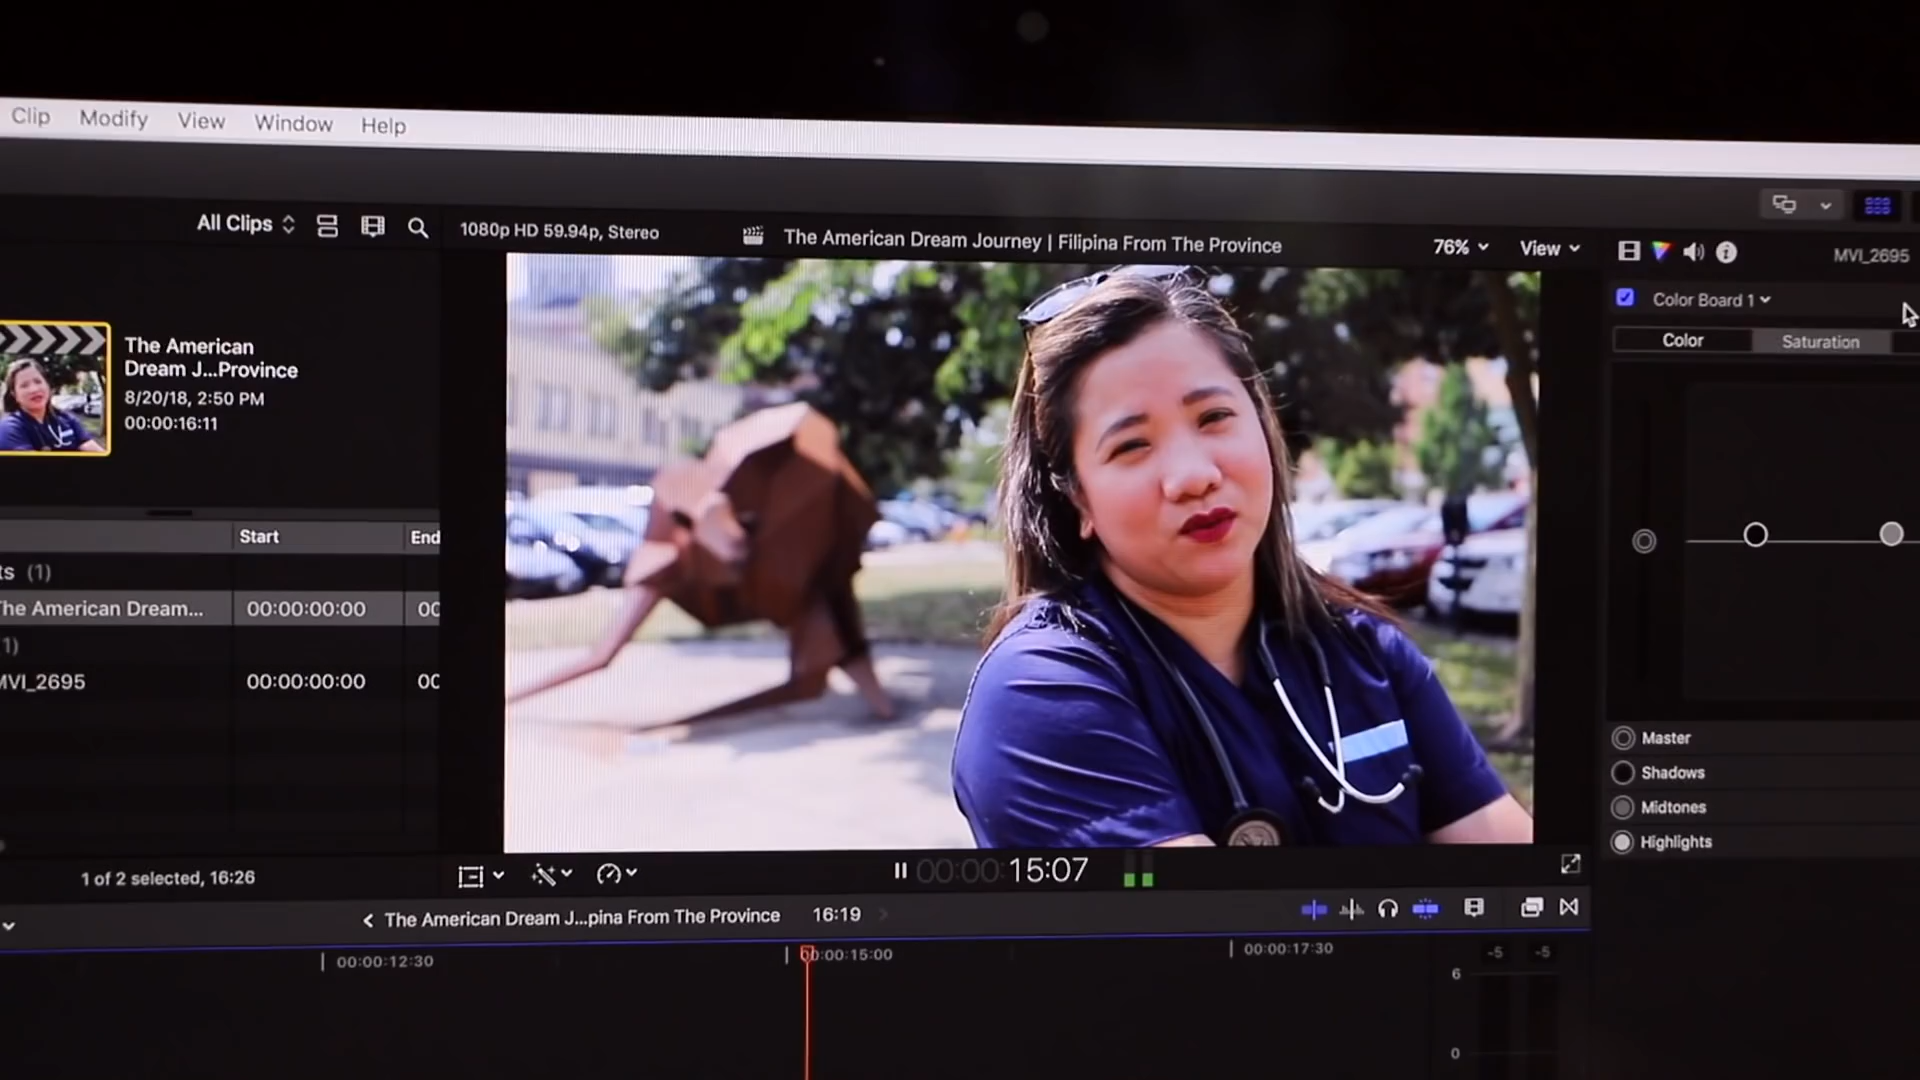 Clip Modify View Window Help
All Clips
1080p HD 59.94p, Stereo
The American Dream Journey | Filipina From The Province
76%
View
MVI_2695
Color Board 1
Color
Saturation
The American
Dream J...Province
8/20/18, 2:50 PM
00:00:16:11
Start
End
ts (1)
The American Dream...
00:00:00:00
00
1)
MVI_2695
00:00:00:00
00
Master
Shadows
Midtones
Highlights
1 of 2 selected, 16:26
00:00:15:07
The American Dream J...pina From The Province
16:19
00:00:12:30
00:00:15:00
00:00:17:30
-5
-5
6
0